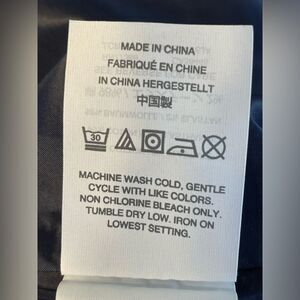 MADE IN CHINA
FABRIQUÉ EN CHINE
IN CHINA HERGESTELLT
中国製
30
MACHINE WASH COLD, GENTLE
CYCLE WITH LIKE COLORS.
NON CHLORINE BLEACH ONLY.
TUMBLE DRY LOW. IRON ON
LOWEST SETTING.